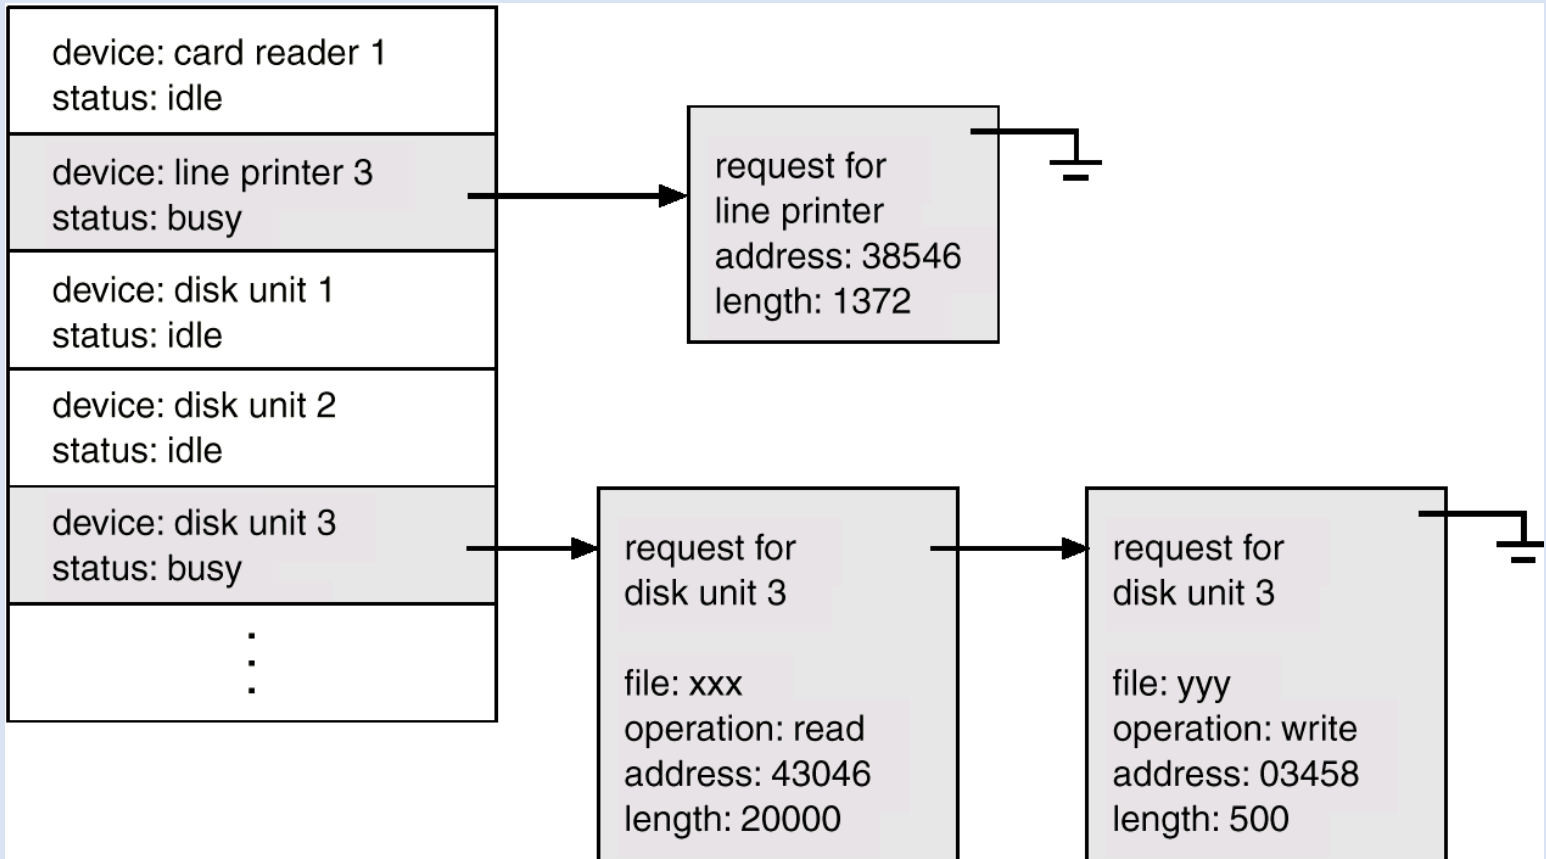 device: card reader 1
status: idle
device: line printer 3
status: busy
device: disk unit 1
status: idle
device: disk unit 2
status: idle
device: disk unit 3
status: busy
request for
line printer
address: 38546
length: 1372
request for
disk unit 3
file: xxx
operation: read
address: 43046
length: 20000
request for
disk unit 3
file: yyy
operation: write
address: 03458
length: 500